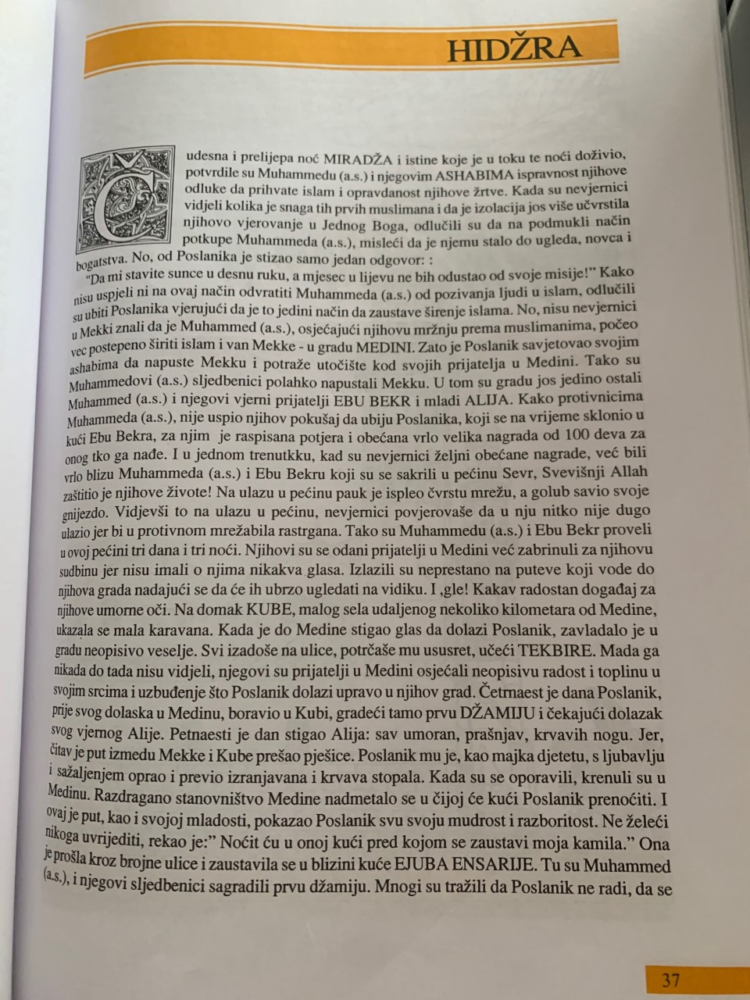 HIDŽRA
Čudesna i prelijepa noć MIRADŽA i istine koje je u toku te noći doživio,
potvrdile su Muhammedu (a.s.) i njegovim ASHABIMA ispravnost njihove
odluke da prihvate islam i opravdanost njihove žrtve. Kada su nevjernici
vidjeli kolika je snaga tih prvih muslimana i da je izolacija jos više učvrstila
njihovo vjerovanje u Jednog Boga, odlučili su da na podmukli način
potkupe Muhammeda (a.s.), misleći da je njemu stalo do ugleda, novca i
bogatstva. No, od Poslanika je stizao samo jedan odgovor: :
"Da mi stavite sunce u desnu ruku, a mjesec u lijevu ne bih odustao od svoje misije!” Kako
nisu uspjeli ni na ovaj način odvratiti Muhammeda (a.s.) od pozivanja ljudi u islam, odlučili
su ubiti Poslanika vjerujući da je to jedini način da zaustave širenje islama. No, nisu nevjernici
u Mekki znali da je Muhammed (a.s.), osjećajući njihovu mržnju prema muslimanima, počeo
vec postepeno širiti islam i van Mekke - u gradu MEDINI. Zato je Poslanik savjetovao svojim
ashabima da napuste Mekku i potraže utočište kod svojih prijatelja u Medini. Tako su
Muhammedovi (a.s.) sljedbenici polahko napustali Mekku. U tom su gradu jos jedino ostali
Muhammed (a.s.) i njegovi vjerni prijatelji EBU BEKR i mladi ALIJA. Kako protivnicima
Muhammeda (a.s.), nije uspio njihov pokušaj da ubiju Poslanika, koji se na vrijeme sklonio u
kući Ebu Bekra, za njim je raspisana potjera i obećana vrlo velika nagrada od 100 deva za
onog tko ga nađe. I u jednom trenutkku, kad su nevjernici željni obećane nagrade, već bili
vrlo blizu Muhammeda (a.s.) i Ebu Bekru koji su se sakrili u pećinu Sevr, Svevišnji Allah
zaštitio je njihove živote! Na ulazu u pećinu pauk je ispleo čvrstu mrežu, a golub savio svoje
gnijezdo. Vidjevši to na ulazu u pećinu, nevjernici povjerovaše da u nju nitko nije dugo
ulazio jer bi u protivnom mrežabila rastrgana. Tako su Muhammedu (a.s.) i Ebu Bekr proveli
u ovoj pećini tri dana i tri noći. Njihovi su se odani prijatelji u Medini već zabrinuli za njihovu
sudbinu jer nisu imali o njima nikakva glasa. Izlazili su neprestano na puteve koji vode do
njihova grada nadajući se da će ih ubrzo ugledati na vidiku. I ,gle! Kakav radostan događaj za
njihove umorne oči. Na domak KUBE, malog sela udaljenog nekoliko kilometara od Medine,
ukazala se mala karavana. Kada je do Medine stigao glas da dolazi Poslanik, zavladalo je u
gradu neopisivo veselje. Svi izadoše na ulice, potrčaše mu ususret, učeći TEKBIRE. Mada ga
nikada do tada nisu vidjeli, njegovi su prijatelji u Medini osjećali neopisivu radost i toplinu u
svojim srcima i uzbuđenje što Poslanik dolazi upravo u njihov grad. Četrnaest je dana Poslanik,
prije svog dolaska u Medinu, boravio u Kubi, gradeći tamo prvu DŽAMIJU i čekajući dolazak
svog vjernog Alije. Petnaesti je dan stigao Alija: sav umoran, prašnjav, krvavih nogu. Jer,
čitav je put izmedu Mekke i Kube prešao pješice. Poslanik mu je, kao majka djetetu, s ljubavlju
i sažaljenjem oprao i previo izranjavana i krvava stopala. Kada su se oporavili, krenuli su u
Medinu. Razdragano stanovništvo Medine nadmetalo se u čijoj će kući Poslanik prenoćiti. I
ovaj je put, kao i svojoj mladosti, pokazao Poslanik svu svoju mudrost i razboritost. Ne želeći
nikoga uvrijediti, rekao je:” Noćit ću u onoj kući pred kojom se zaustavi moja kamila.” Ona
je prošla kroz brojne ulice i zaustavila se u blizini kuće EJUBA ENSARIJE. Tu su Muhammed
(a.s.), i njegovi sljedbenici sagradili prvu džamiju. Mnogi su tražili da Poslanik ne radi, da se
37